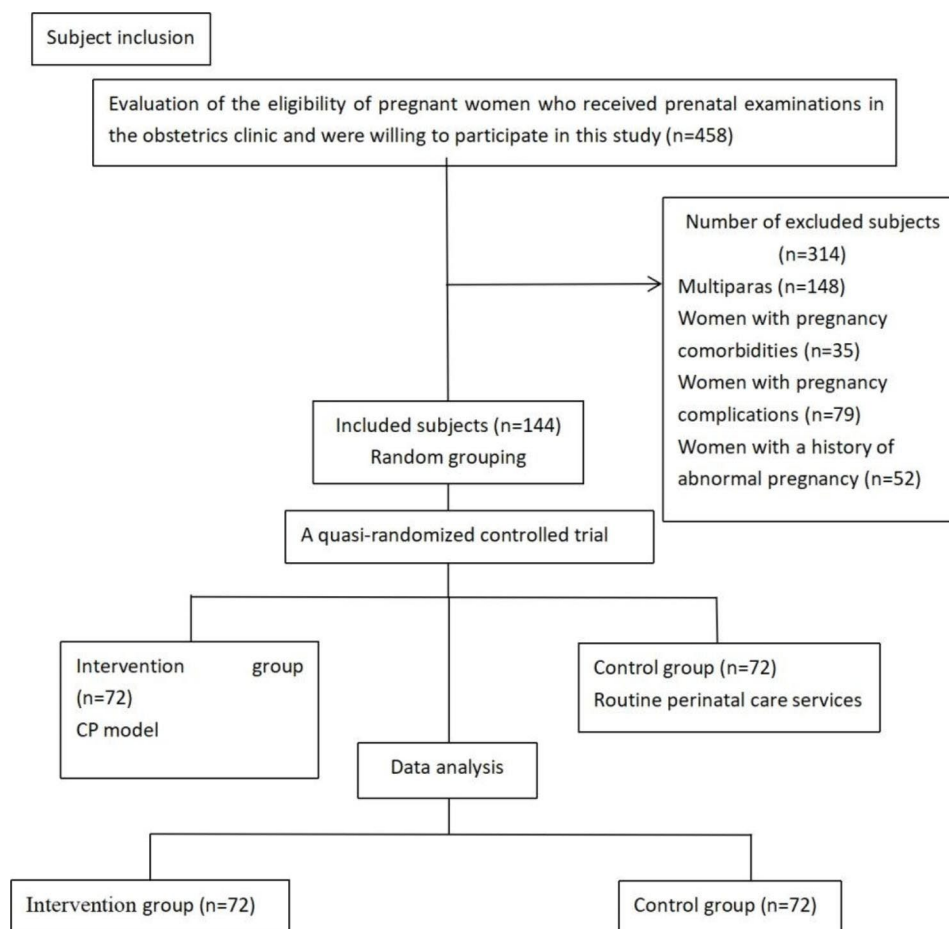 Subject inclusion
Evaluation of the eligibility of pregnant women who received prenatal examinations in
the obstetrics clinic and were willing to participate in this study (n=458)
Number of excluded subjects
(n=314)
Multiparas (n=148)
Women with pregnancy
comorbidities (n=35)
Women with pregnancy
complications (n=79)
Women with a history of
abnormal pregnancy (n=52)
Included subjects (n=144)
Random grouping
A quasi-randomized controlled trial
Intervention group
(n=72)
CP model
Control group (n=72)
Routine perinatal care services
Data analysis
Intervention group (n=72)
Control group (n=72)